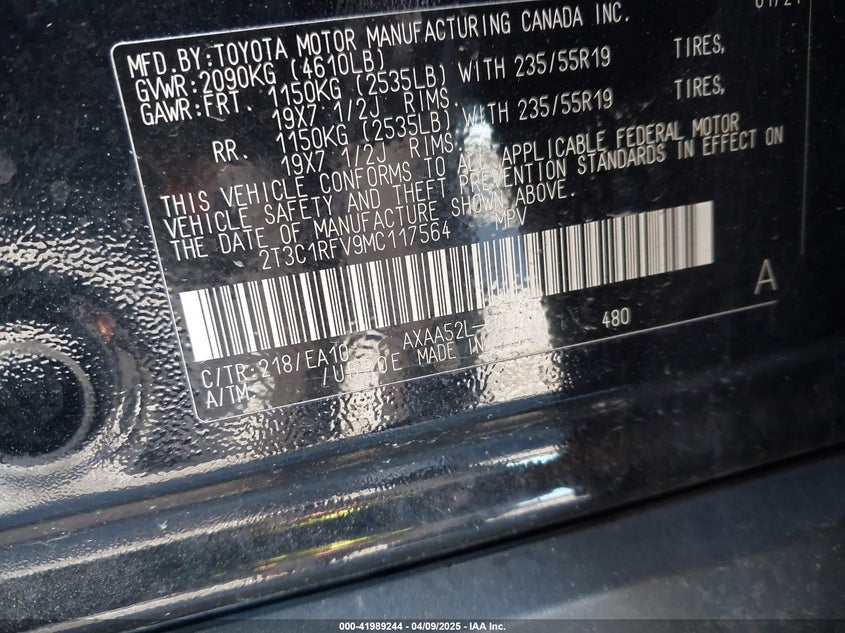 MFD.BY:TOYOTA MOTOR MANUFACTURING CANADA INC.
GVWR:2090KG (4610LB)
GAWR:FRT. 1150KG (2535LB) WITH 235/55R19 TIRES,
19X7 1/2J RIMS.
RR. 1150KG (2535LB) WITH 235/55R19 TIRES,
19X7 1/2J RIMS.
THIS VEHICLE CONFORMS TO ALL APPLICABLE FEDERAL MOTOR
VEHICLE SAFETY AND THEFT PREVENTION STANDARDS IN EFFECT ON
THE DATE OF MANUFACTURE SHOWN ABOVE.
2T3C1RFV9MC117564 MPV
A
C/TR:218/EA10 480
A/TM MADE IN
000-41989244 - 04/09/2025 - IAA Inc.